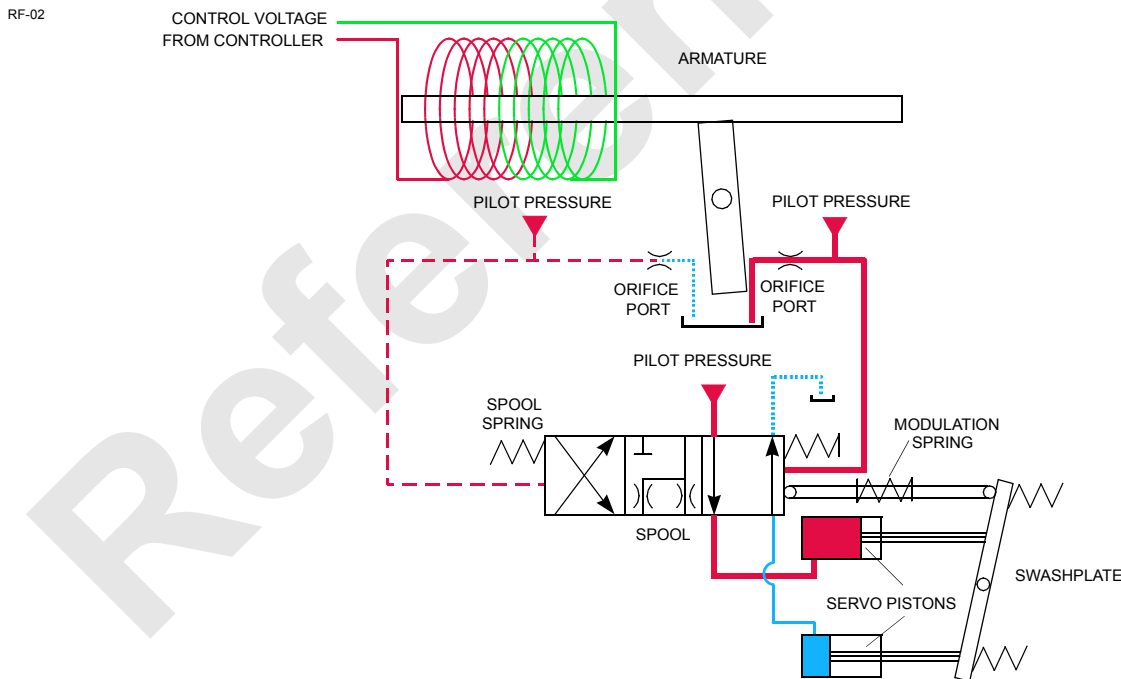 RF-02
CONTROL VOLTAGE
FROM CONTROLLER
ARMATURE
PILOT PRESSURE
PILOT PRESSURE
ORIFICE
PORT
ORIFICE
PORT
PILOT PRESSURE
SPOOL
SPRING
MODULATION
SPRING
SPOOL
SWASHPLATE
SERVO PISTONS
Referen